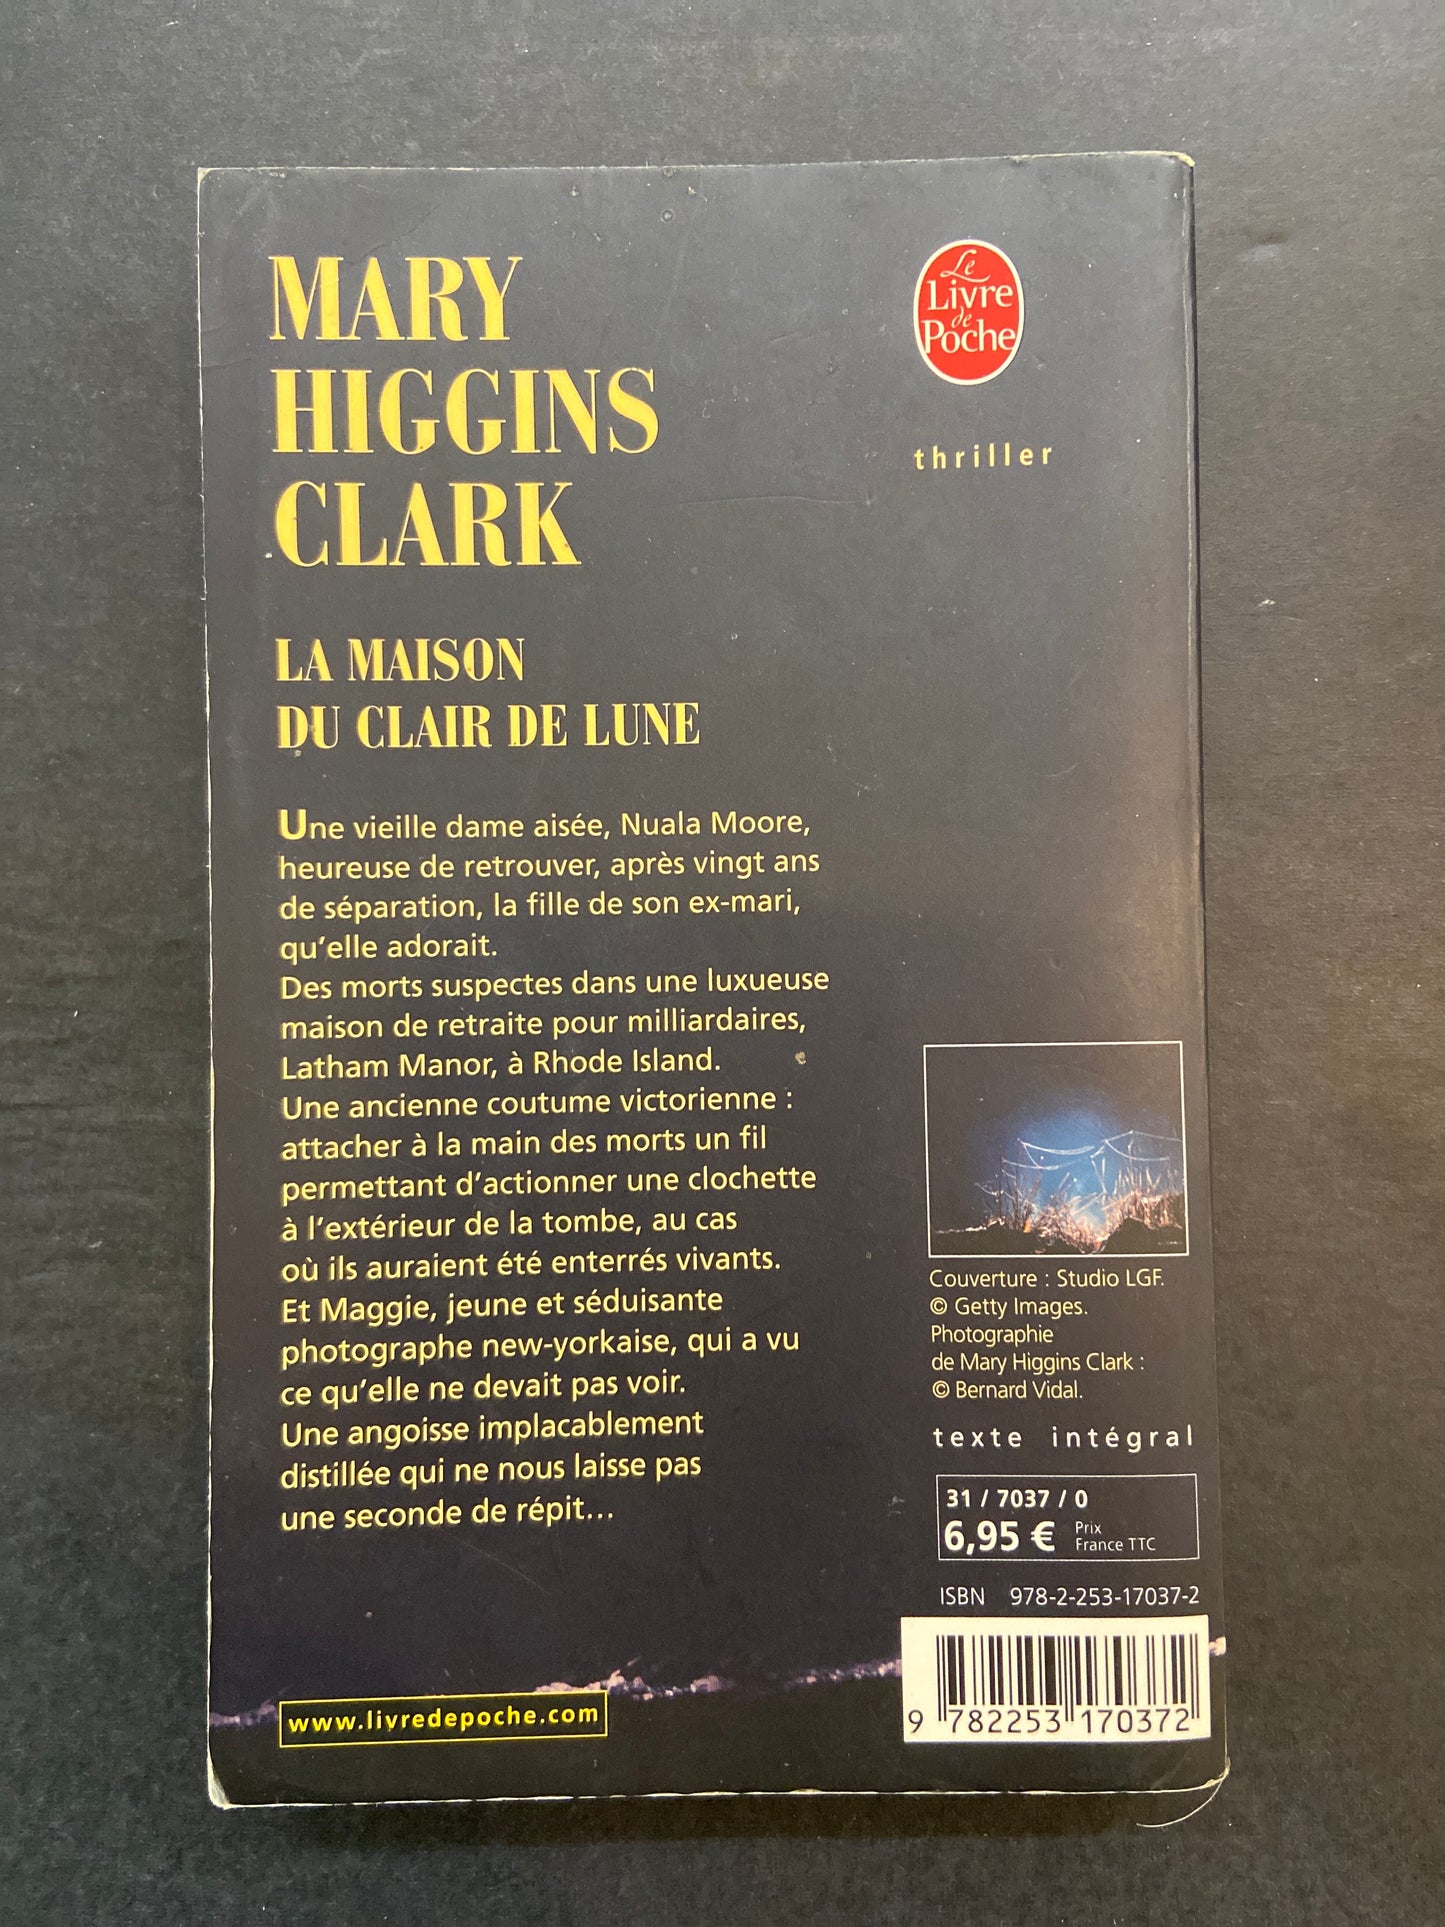 MARY
HIGGINS
CLARK
Le
Livre
de
Poche
thriller
LA MAISON
DU CLAIR DE LUNE
Une vieille dame aisée, Nuala Moore,
heureuse de retrouver, après vingt ans
de séparation, la fille de son ex-mari,
qu'elle adorait.
Des morts suspectes dans une luxueuse
maison de retraite pour milliardaires,
Latham Manor, à Rhode Island.
Une ancienne coutume victorienne :
attacher à la main des morts un fil
permettant d'actionner une clochette
à l'extérieur de la tombe, au cas
où ils auraient été enterrés vivants.
Et Maggie, jeune et séduisante
photographe new-yorkaise, qui a vu
ce qu'elle ne devait pas voir.
Une angoisse implacablement
distillée qui ne nous laisse pas
une seconde de répit...
Couverture : Studio LGF.
© Getty Images.
Photographie
de Mary Higgins Clark :
© Bernard Vidal.
texte intégral
31 / 7037 / 0
6,95 € Prix
France TTC
ISBN 978-2-253-17037-2
9 782253 170372
www.livredepoche.com